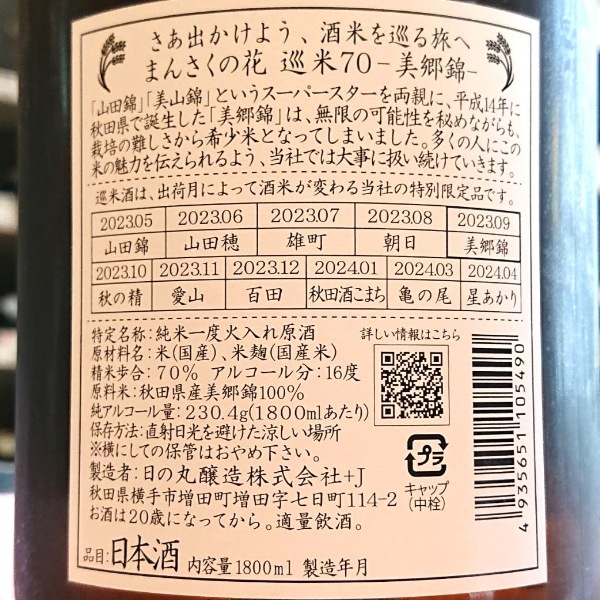 さあ出かけよう、酒米を巡る旅へ
まんさくの花 巡米70-美郷錦-
「山田錦」「美山錦」というスーパースターを両親に、平成14年に
秋田県で誕生した「美郷錦」は、無限の可能性を秘めながらも、
栽培の難しさから希少米となってしまいました。多くの人にこの
米の魅力を伝えられるよう、当社では大事に扱い続けていきます。
巡米酒は、出荷月によって酒米が変わる当社の特別限定品です。
2023.05 2023.06 2023.07 2023.08 2023.09
山田錦 山田穂 雄町 朝日 美郷錦
2023.10 2023.11 2023.12 2024.01 2024.03 2024.04
秋の精 愛山 百田 秋田酒こまち 亀の尾 星あかり
特定名称:純米一度火入れ原酒
原材料名:米(国産)、米麹(国産米)
精米歩合:70% アルコール分:16度
原料米:秋田県産美郷錦100%
純アルコール量:230.4g(1800mlあたり)
保存方法:直射日光を避けた涼しい場所
※横にしての保管はおやめ下さい。
製造者:日の丸醸造株式会社+J
秋田県横手市増田町増田字七日町114-2
お酒は20歳になってから。適量飲酒。
品目:日本酒 内容量1800ml 製造年月
詳しい情報はこちら
プラ
キャップ
(中栓)
4 935651 105490